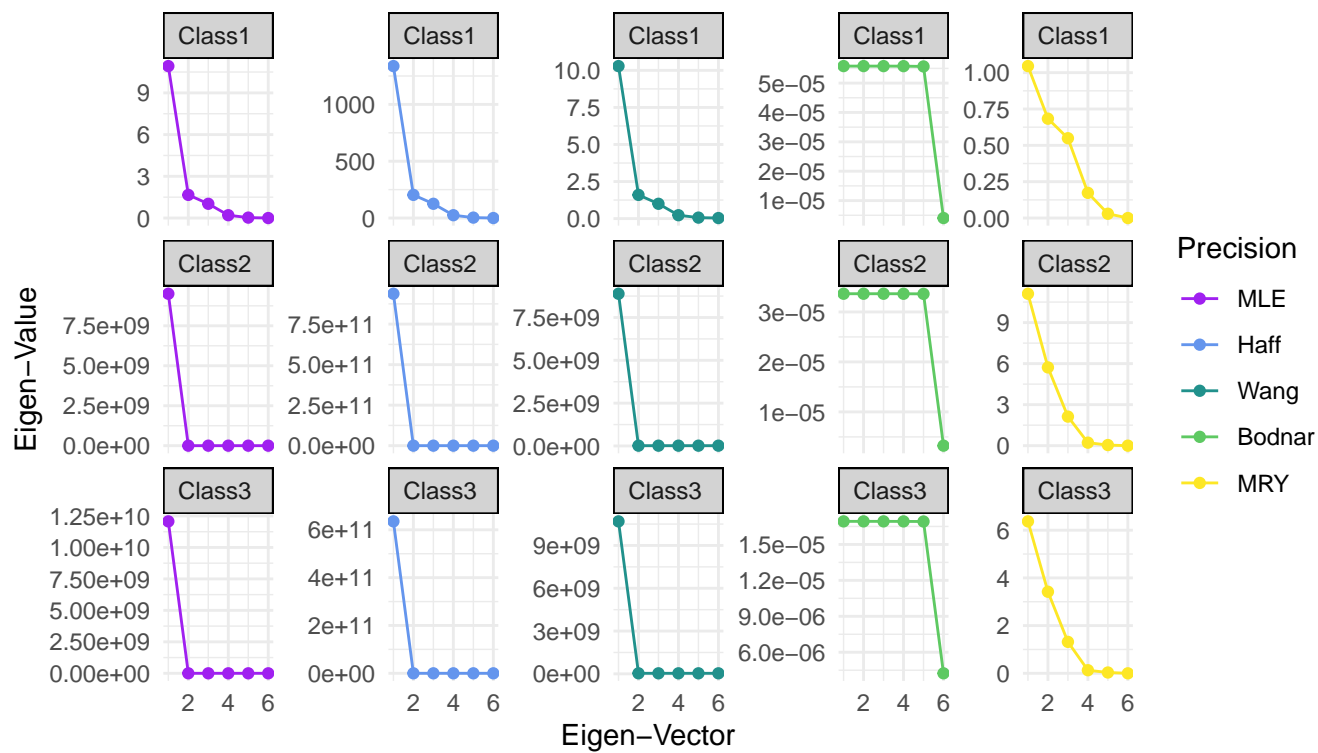 Class1
Class1
Class1
Class1
Class1
9
6
3
0
1000
500
0
10.0
7.5
5.0
2.5
0.0
5e−05
4e−05
3e−05
2e−05
1e−05
1.00
0.75
0.50
0.25
0.00
Class2
Class2
Class2
Class2
Class2
7.5e+09
5.0e+09
2.5e+09
0.0e+00
7.5e+11
5.0e+11
2.5e+11
0.0e+00
7.5e+09
5.0e+09
2.5e+09
0.0e+00
3e−05
2e−05
1e−05
9
6
3
0
Class3
Class3
Class3
Class3
Class3
1.25e+10
1.00e+10
7.50e+09
5.00e+09
2.50e+09
0.00e+00
6e+11
4e+11
2e+11
0e+00
9e+09
6e+09
3e+09
0e+00
1.5e−05
1.2e−05
9.0e−06
6.0e−06
6
4
2
0
2 4 6
2 4 6
2 4 6
2 4 6
2 4 6
Eigen−Vector
Eigen−Value
Precision
MLE
Haff
Wang
Bodnar
MRY